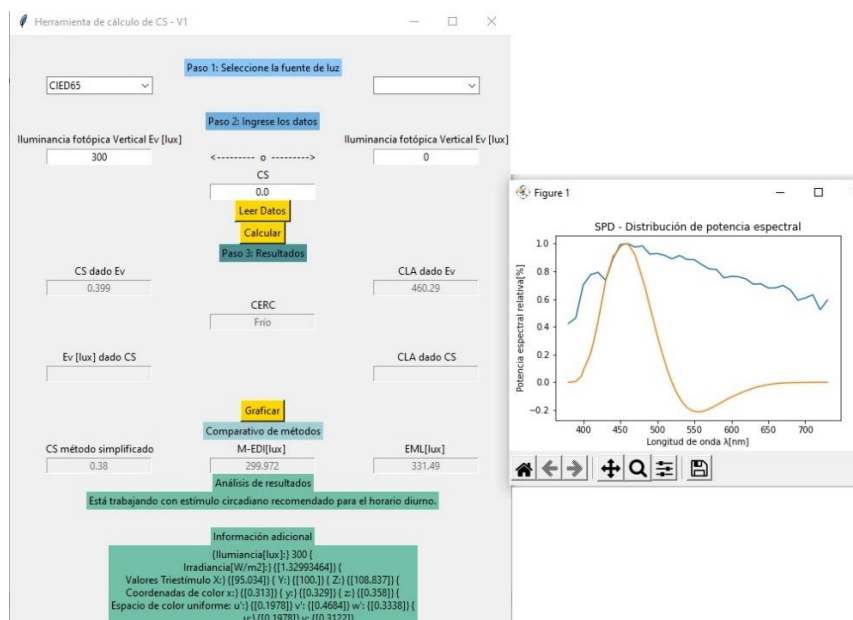 Herramienta de cálculo de CS - V1
Paso 1: Seleccione la fuente de luz
CIED65
Paso 2: Ingrese los datos
Iluminancia fotópica Vertical Ev [lux]
Iluminancia fotópica Vertical Ev [lux]
300
<--------- o --------->
0
CS
0.0
Leer Datos
Calcular
Paso 3: Resultados
CS dado Ev
CLA dado Ev
0.399
460.29
CERC
Frío
Ev [lux] dado CS
CLA dado CS
Graficar
Comparativo de métodos
CS método simplificado
M-EDI[lux]
EML[lux]
0.38
299.972
331.49
Análisis de resultados
Está trabajando con estímulo circadiano recomendado para el horario diurno.
Información adicional
{Ilumiancia[lux]:} 300 {
Irradiancia[W/m2]:} {[1.32993464]} {
Valores Triestímulo X:} {[95.034]} { Y:} {[100.]} { Z:} {[108.837]} {
Coordenadas de color x:} {[0.313]} { y:} {[0.329]} { z:} {[0.358]} {
Espacio de color uniforme: u':} {[0.1978]} v': {[0.4684]} w': {[0.3338]} {
u:} {[0.1978]} v: {[0.3122]}
Figure 1
SPD - Distribución de potencia espectral
Potencia espectral relativa[%]
1.0
0.8
0.6
0.4
0.2
0.0
−0.2
400 450 500 550 600 650 700
Longitud de onda λ[nm]